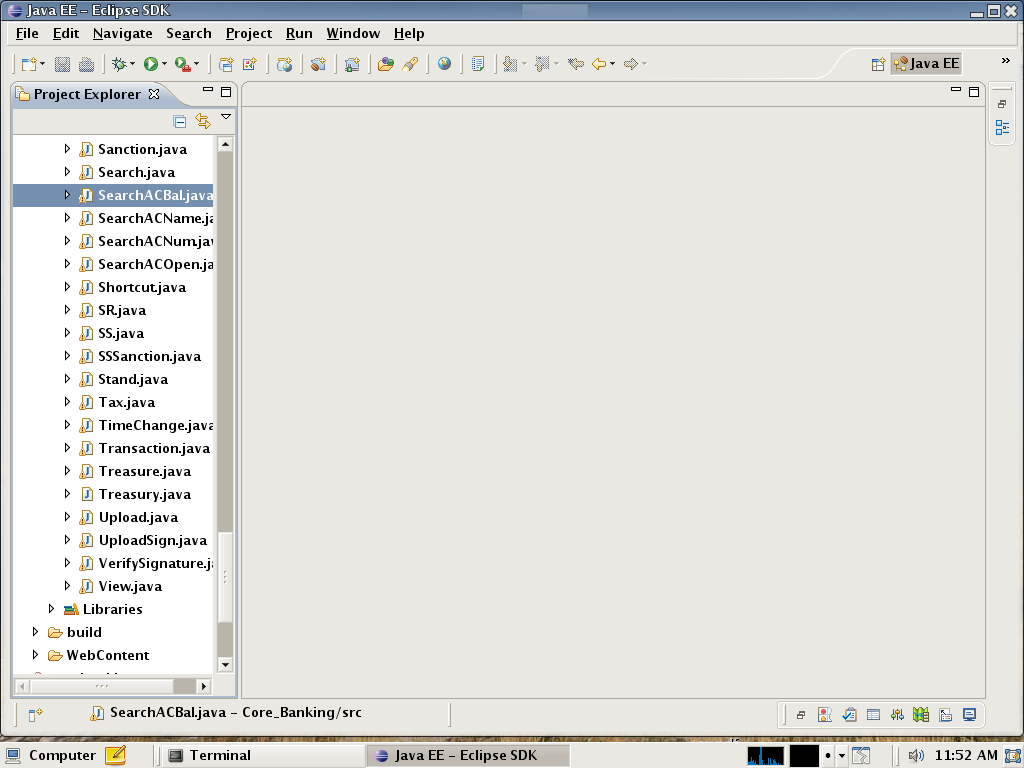 Java EE - Eclipse SDK
File Edit Navigate Search Project Run Window Help
Java EE
Project Explorer
Sanction.java
Search.java
SearchACBal.java
SearchACName.ja
SearchACNum.jav
SearchACOpen.ja
Shortcut.java
SR.java
SS.java
SSSanction.java
Stand.java
Tax.java
TimeChange.java
Transaction.java
Treasure.java
Treasury.java
Upload.java
UploadSign.java
VerifySignature.ja
View.java
Libraries
build
WebContent
SearchACBal.java - Core_Banking/src
Computer Terminal Java EE - Eclipse SDK 11:52 AM